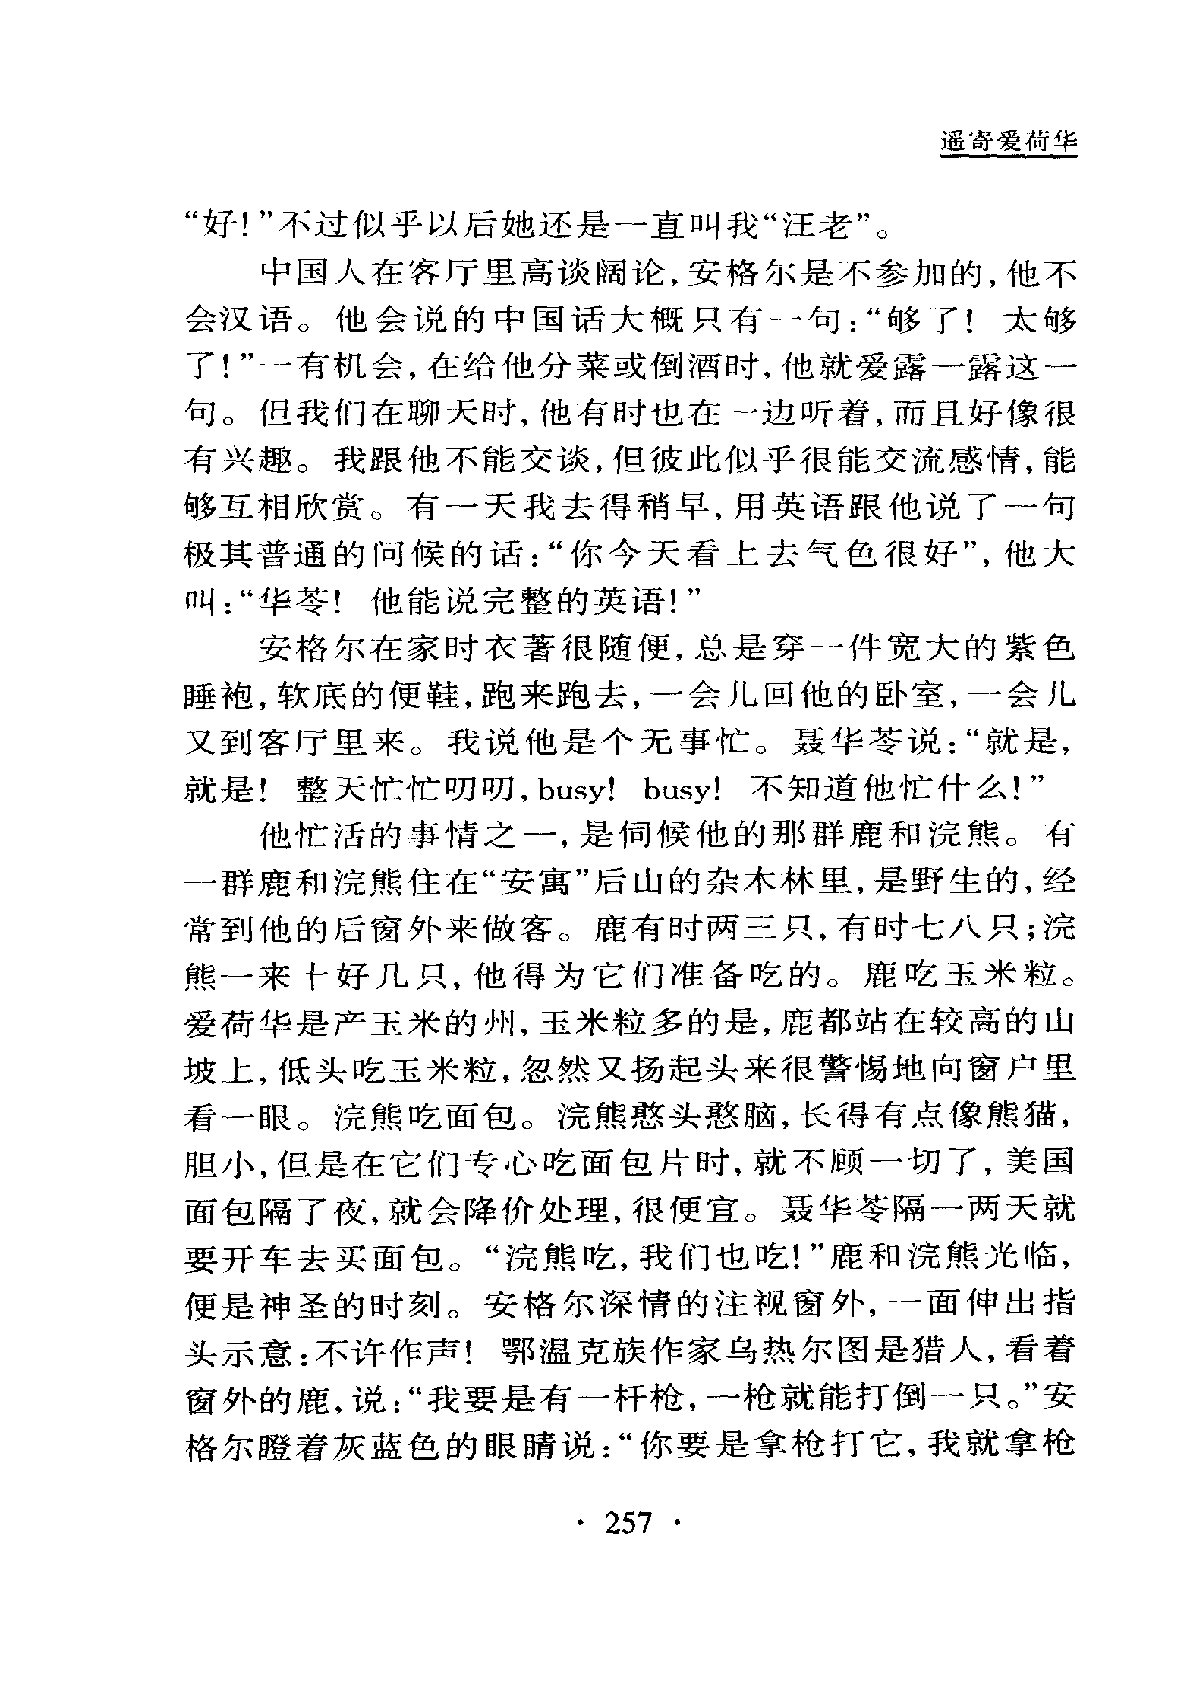 遥寄爱荷华
“好!”不过似乎以后她还是一直叫我“汪老”。
中国人在客厅里高谈阔论,安格尔是不参加的,他不
会汉语。他会说的中国话大概只有一句:“够了! 太够
了!”一有机会,在给他分菜或倒酒时,他就爱露一露这一
句。但我们在聊天时,他有时也在一边听着,而且好像很
有兴趣。我跟他不能交谈,但彼此似乎很能交流感情,能
够互相欣赏。有一天我去得稍早,用英语跟他说了一句
极其普通的问候的话:“你今天看上去气色很好”,他大
叫:“华苓! 他能说完整的英语!”
安格尔在家时衣著很随便,总是穿一件宽大的紫色
睡袍,软底的便鞋,跑来跑去,一会儿回他的卧室,一会儿
又到客厅里来。我说他是个无事忙。聂华苓说:“就是,
就是! 整天忙忙叨叨,busy! busy! 不知道他忙什么!”
他忙活的事情之一,是伺候他的那群鹿和浣熊。有
一群鹿和浣熊住在“安寓”后山的杂木林里,是野生的,经
常到他的后窗外来做客。鹿有时两三只,有时七八只;浣
熊一来十好几只,他得为它们准备吃的。鹿吃玉米粒。
爱荷华是产玉米的州,玉米粒多的是,鹿都站在较高的山
坡上,低头吃玉米粒,忽然又扬起头来很警惕地向窗户里
看一眼。浣熊吃面包。浣熊憨头憨脑,长得有点像熊猫,
胆小,但是在它们专心吃面包片时,就不顾一切了,美国
面包隔了夜,就会降价处理,很便宜。聂华苓隔一两天就
要开车去买面包。“浣熊吃,我们也吃!”鹿和浣熊光临,
便是神圣的时刻。安格尔深情的注视窗外,一面伸出指
头示意:不许作声! 鄂温克族作家乌热尔图是猎人,看着
窗外的鹿,说:“我要是有一杆枪,一枪就能打倒一只。”安
格尔瞪着灰蓝色的眼睛说:“你要是拿枪打它,我就拿枪
· 257 ·